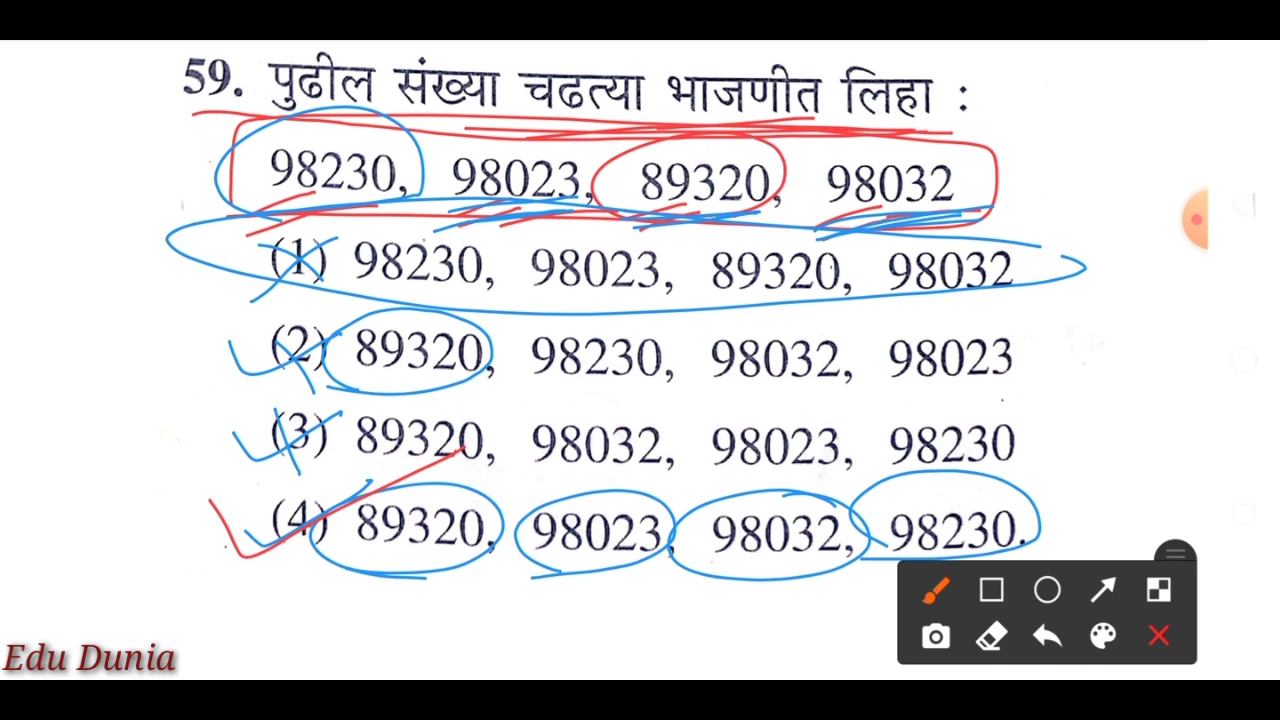 59. पुढील संख्या चढत्या भाजणीत लिहा :
98230, 98023, 89320, 98032
(1) 98230, 98023, 89320, 98032
(2) 89320, 98230, 98032, 98023
(3) 89320, 98032, 98023, 98230
(4) 89320, 98023, 98032, 98230.
Edu Dunia